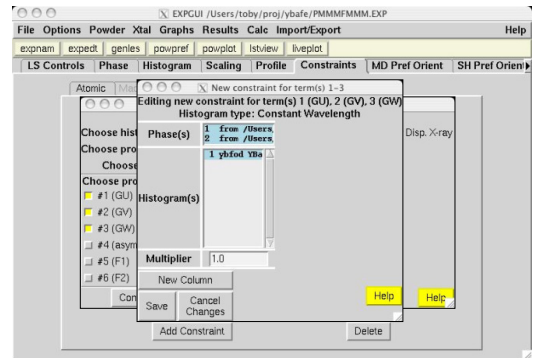 EXPGUI /Users/toby/proj/ybafe/PMMMFMMM.EXP
File Options Powder Xtal Graphs Results Calc Import/Export Help
expnam expedt genles powpref powplot lstview liveplot
LS Controls Phase Histogram Scaling Profile Constraints MD Pref Orient SH Pref Orient
Atomic
New constraint for term(s) 1-3
Editing new constraint for term(s) 1 (GU), 2 (GV), 3 (GW)
Histogram type: Constant Wavelength
Choose hist
Phase(s)
1 from /Users,
2 from /Users,
Disp. X-ray
Choose pro
Choose
Choose pro
1 ybfod YBa
#1 (GU)
Histogram(s)
#2 (GV)
#3 (GW)
#4 (asym
#5 (F1)
Multiplier 1.0
#6 (F2)
New Column
Con
Save
Cancel
Changes
Help
Help
Add Constraint Delete